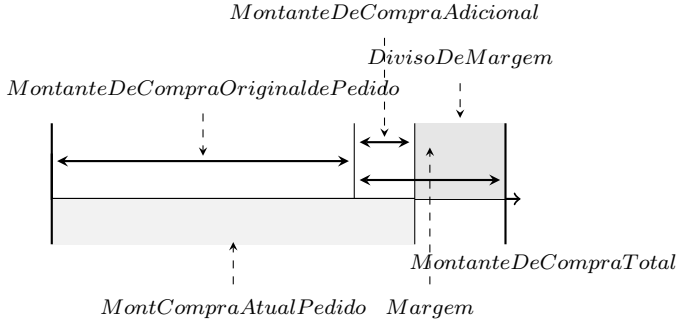 MontanteDeCompraAdicional
DivisoDeMargem
MontanteDeCompraOriginaldePedido
MontanteDeCompraTotal
MontCompraAtualPedido
Margem